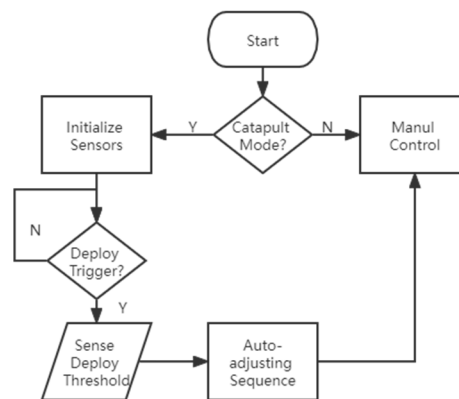 Start
Catapult
Mode?
Y
N
Initialize
Sensors
Manul
Control
N
Deploy
Trigger?
Y
Sense
Deploy
Threshold
Auto-
adjusting
Sequence